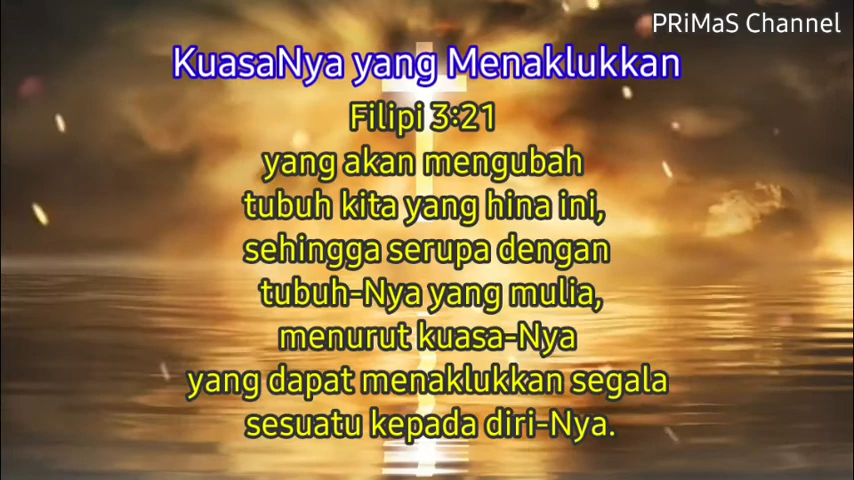 PRiMaS Channel
KuasaNya yang Menaklukkan
Filipi 3:21
yang akan mengubah
tubuh kita yang hina ini,
sehingga serupa dengan
tubuh-Nya yang mulia,
menurut kuasa-Nya
yang dapat menaklukkan segala
sesuatu kepada diri-Nya.